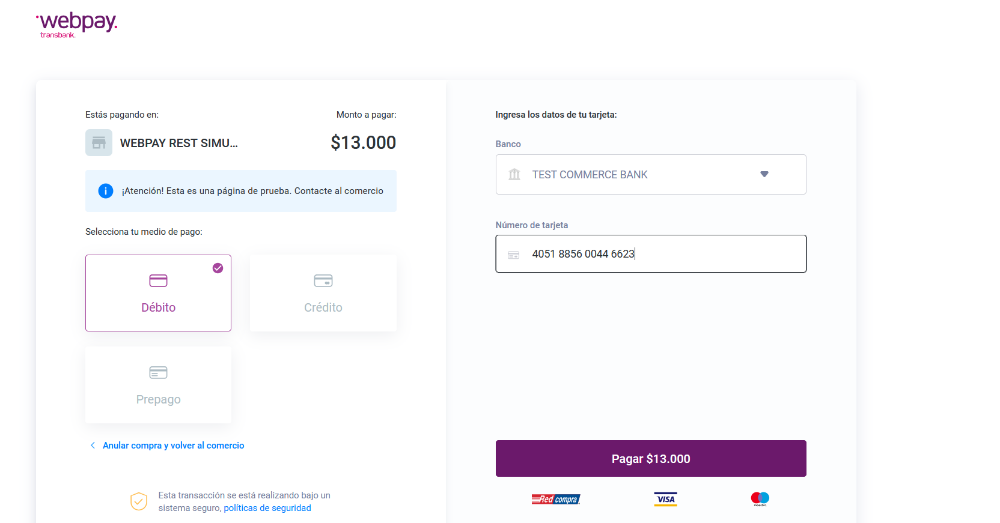 webpay.
transbank.
Estás pagando en:
Monto a pagar:
WEBPAY REST SIMU...
$13.000
¡Atención! Esta es una página de prueba. Contacte al comercio
Selecciona tu medio de pago:
Débito
Crédito
Prepago
Anular compra y volver al comercio
Esta transacción se está realizando bajo un
sistema seguro, políticas de seguridad
Ingresa los datos de tu tarjeta:
Banco
TEST COMMERCE BANK
Número de tarjeta
4051 8856 0044 6623
Pagar $13.000
Redcompra
VISA
maestro